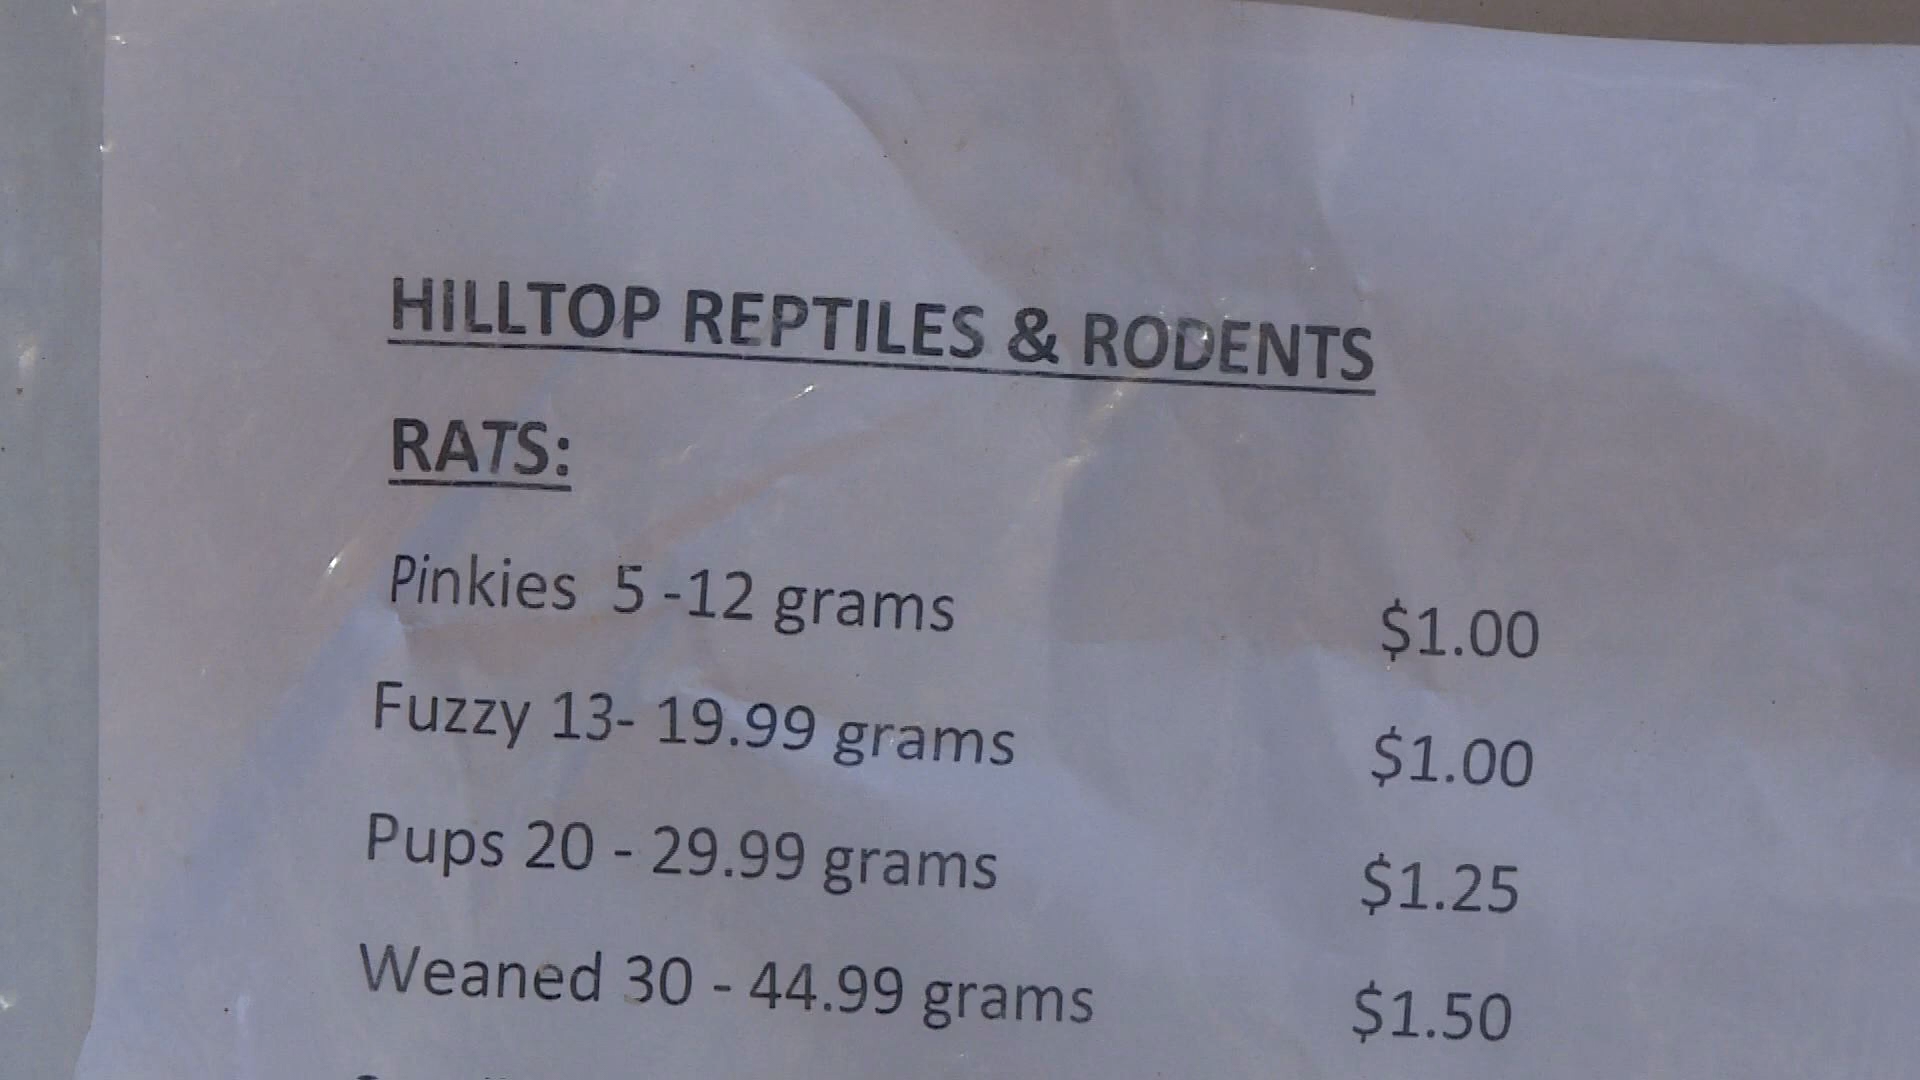 HILLTOP REPTILES & RODENTS
RATS:
Pinkies 5 -12 grams $1.00
Fuzzy 13- 19.99 grams $1.00
Pups 20 - 29.99 grams $1.25
Weaned 30 - 44.99 grams $1.50